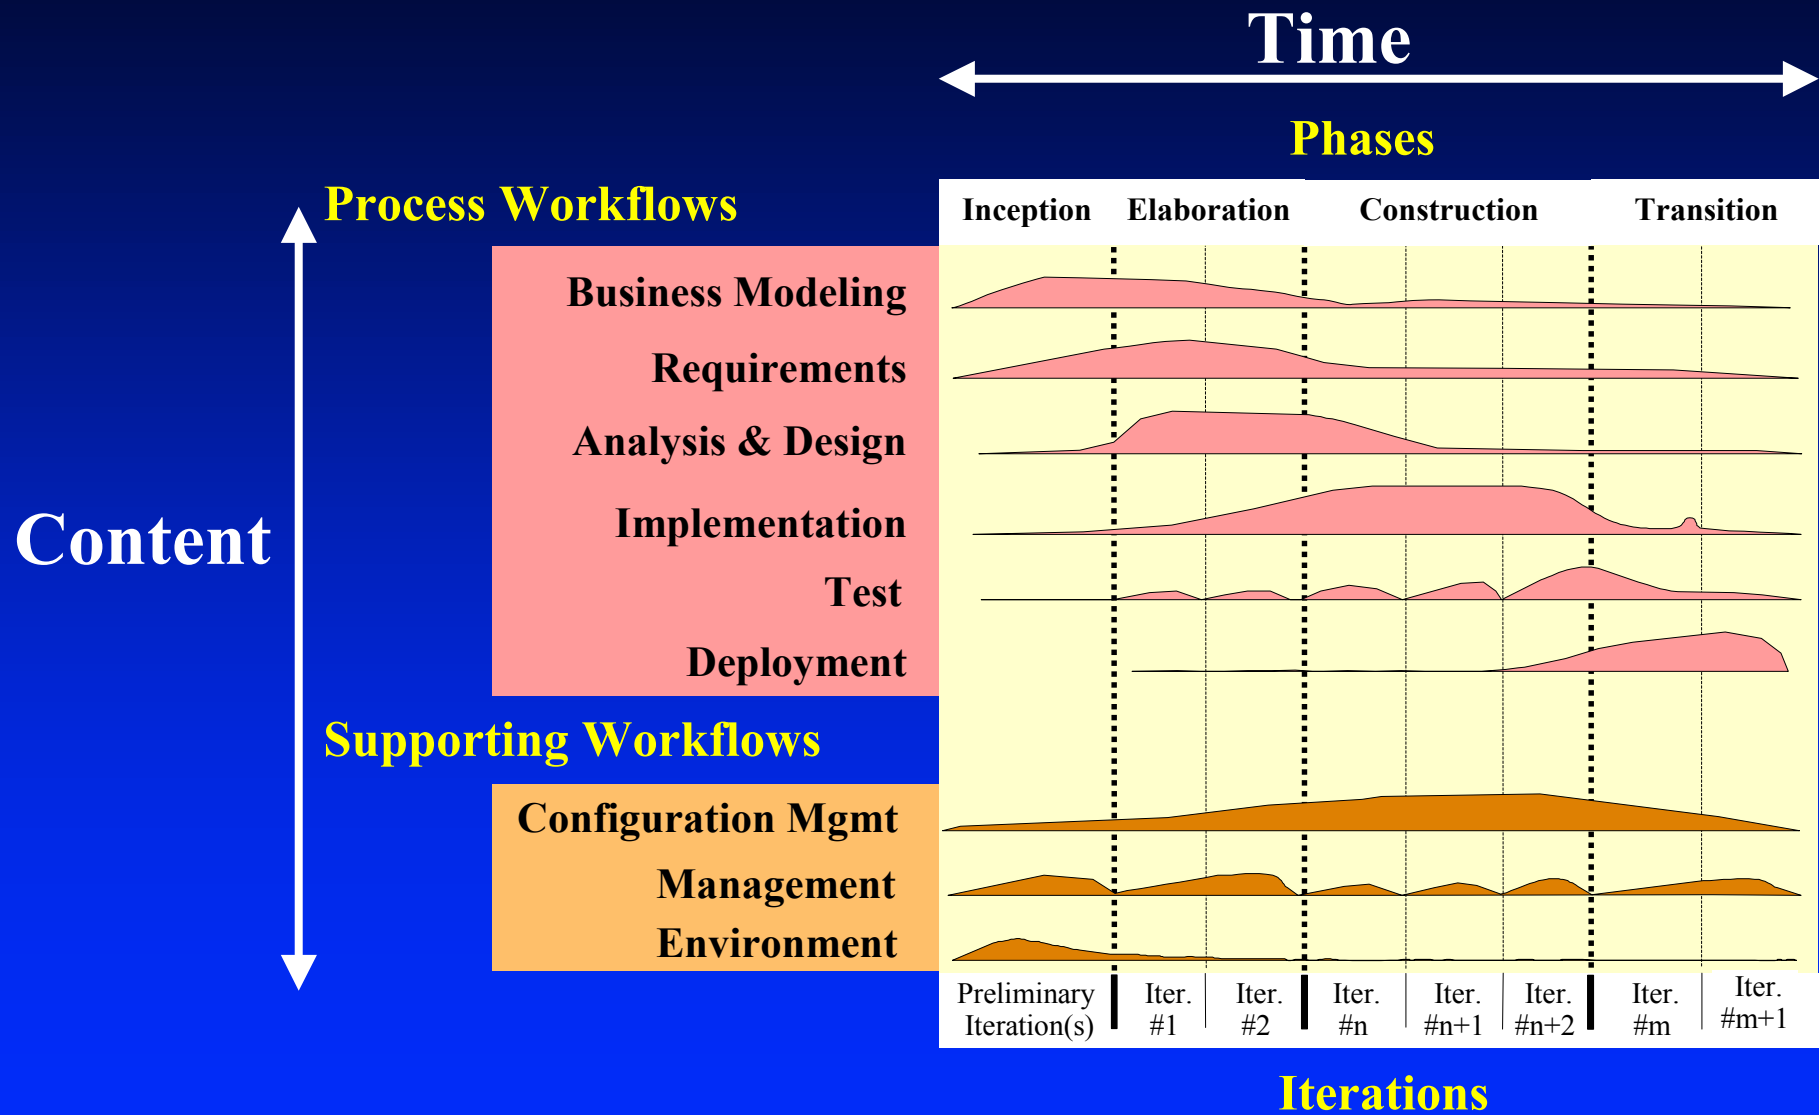 Time
Phases
Process Workflows
Inception Elaboration Construction Transition
Business Modeling
Requirements
Analysis & Design
Implementation
Content
Test
Deployment
Supporting Workflows
Configuration Mgmt
Management
Environment
Preliminary Iter. Iter. Iter. Iter. Iter. Iter. Iter.
Iteration(s) #1 #2 #n #n+1 #n+2 #m #m+1
Iterations